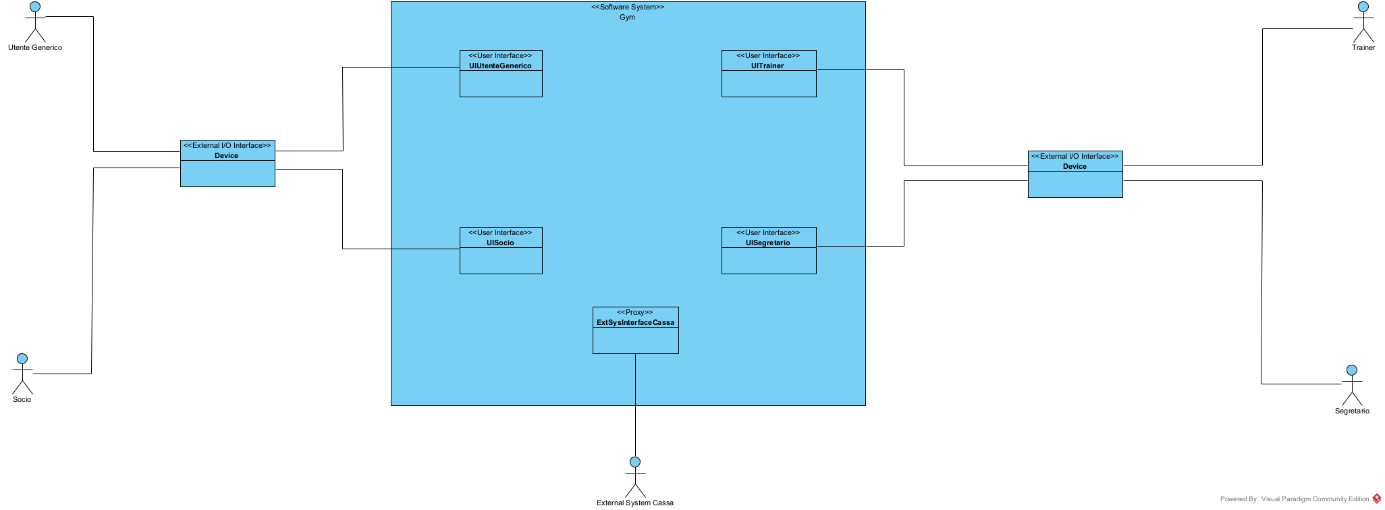 <<Software System>>
Gym
Utente Generico
Trainer
<<User Interface>>
UIUtenteGenerico
<<User Interface>>
UITrainer
<<External I/O Interface>>
Device
<<External I/O Interface>>
Device
<<User Interface>>
UISocio
<<User Interface>>
UISegretario
<<Proxy>>
ExtSysInterfaceCassa
Socio
Segretario
External System Cassa
Powered By: Visual Paradigm Community Edition